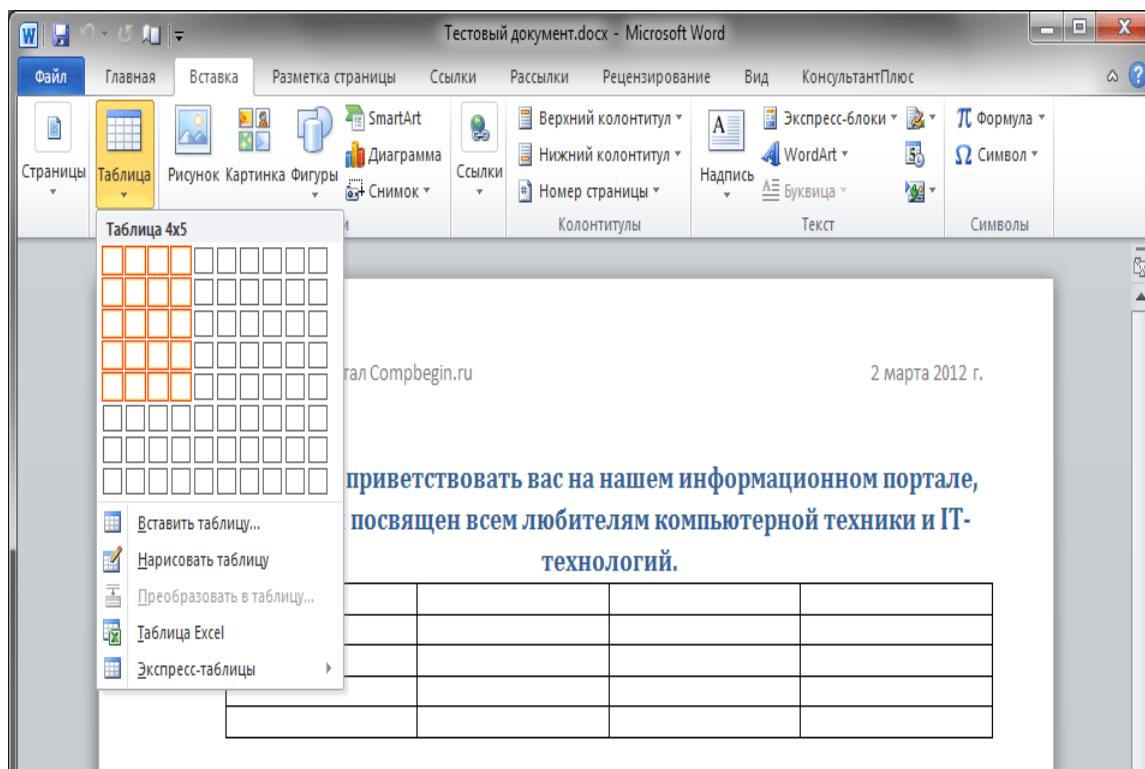 Тестовый документ.docx - Microsoft Word
Файл Главная Вставка Разметка страницы Ссылки Рассылки Рецензирование Вид КонсультантПлюс
Страницы
Таблица
Рисунок Картинка Фигуры
SmartArt
Диаграмма
Снимок
Ссылки
Верхний колонтитул
Нижний колонтитул
Номер страницы
Колонтитулы
Надпись
Экспресс-блоки
WordArt
Буквица
Текст
Формула
Символ
Символы
Таблица 4x5
Вставить таблицу...
Нарисовать таблицу
Преобразовать в таблицу...
Таблица Excel
Экспресс-таблицы
Compbegin.ru 2 марта 2012 г.
приветствовать вас на нашем информационном портале,
посвящен всем любителям компьютерной техники и IT-
технологий.